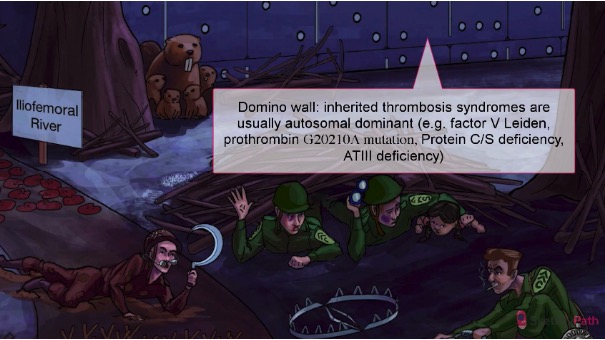 Iliofemoral
River
Domino wall: inherited thrombosis syndromes are
usually autosomal dominant (e.g. factor V Leiden,
prothrombin G20210A mutation, Protein C/S deficiency,
ATIII deficiency)